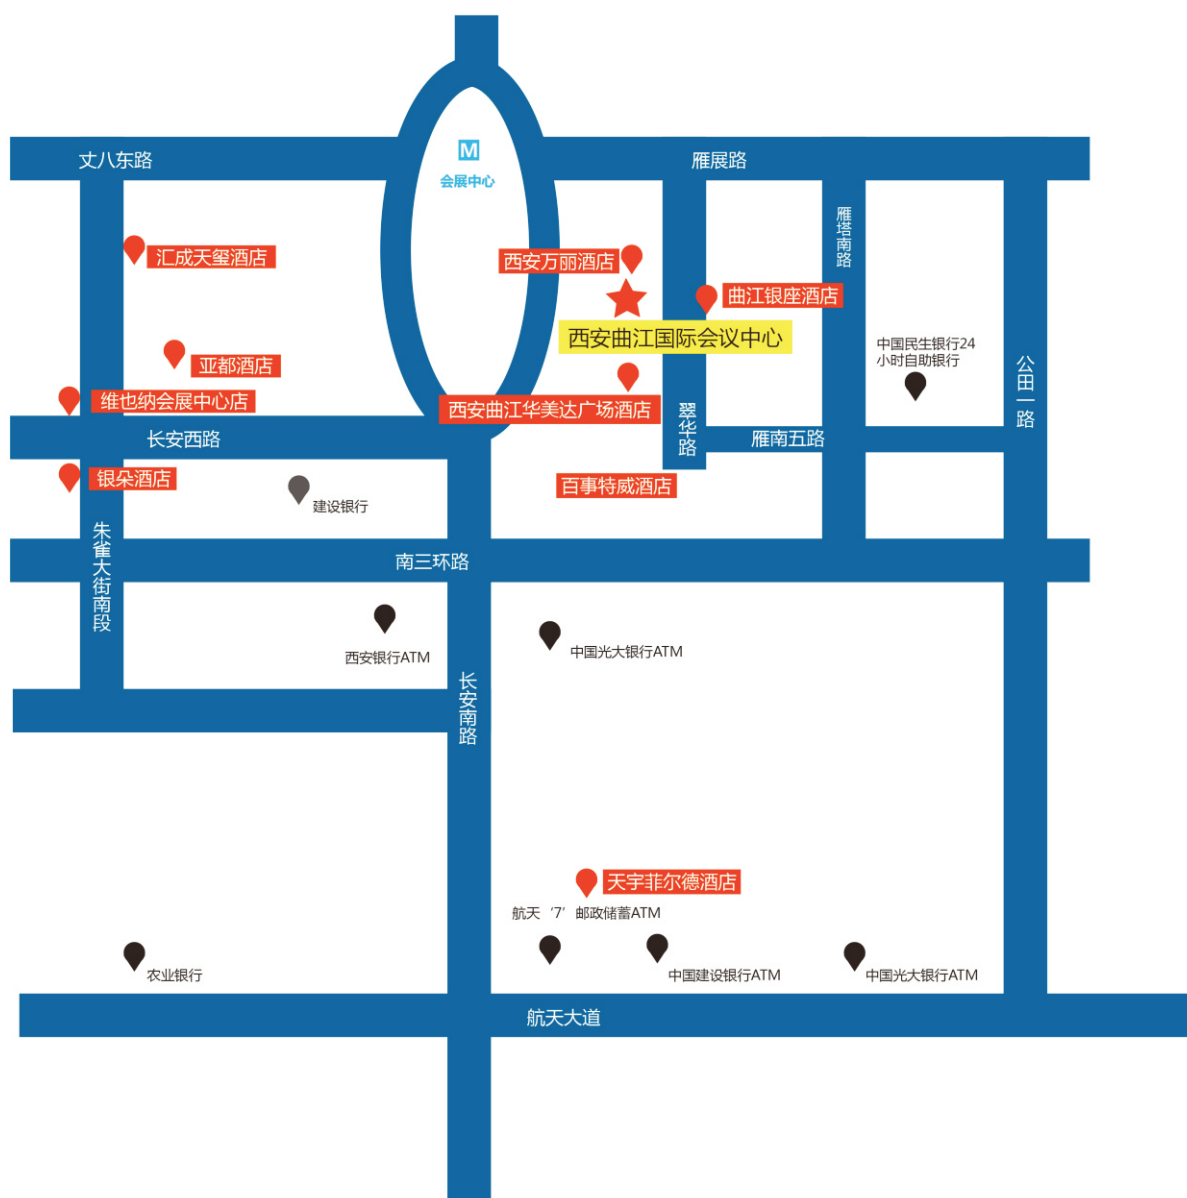 M
会展中心
丈八东路
雁展路
雁塔南路
汇成天玺酒店
西安万丽酒店
曲江银座酒店
西安曲江国际会议中心
中国民生银行24
小时自助银行
亚都酒店
公田一路
维也纳会展中心店
西安曲江华美达广场酒店
翠华路
长安西路
雁南五路
银朵酒店
百事特威酒店
建设银行
朱雀大街南段
南三环路
西安银行ATM
中国光大银行ATM
长安南路
天宇菲尔德酒店
航天‘7’邮政储蓄ATM
农业银行
中国建设银行ATM
中国光大银行ATM
航天大道